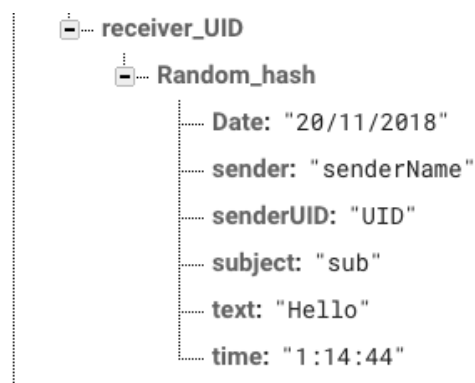 receiver_UID
Random_hash
Date: "20/11/2018"
sender: "senderName"
senderUID: "UID"
subject: "sub"
text: "Hello"
time: "1:14:44"